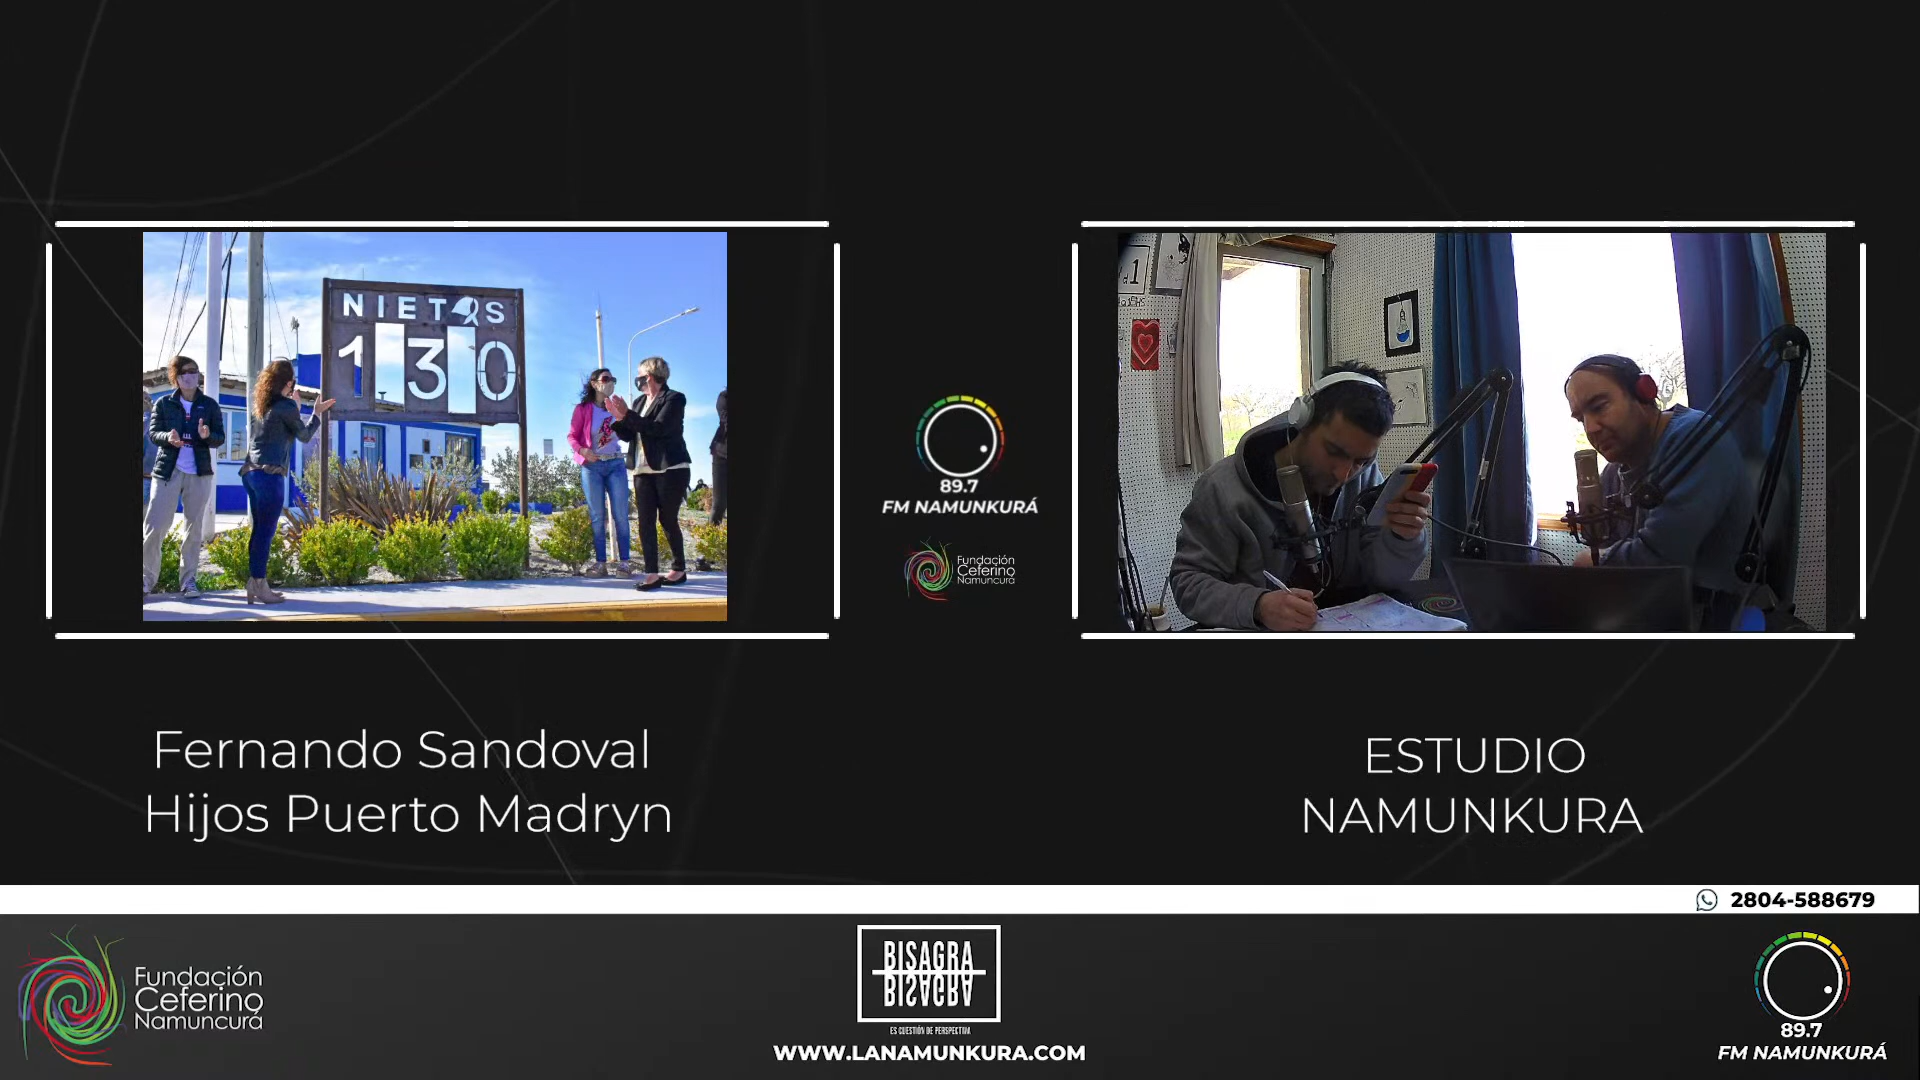 NIETOS
130
89.7
FM NAMUNKURÁ
Fundación
Ceferino
Namuncurá
Fernando Sandoval
Hijos Puerto Madryn
ESTUDIO
NAMUNKURA
2804-588679
Fundación
Ceferino
Namuncurá
BISAGRA
BISAGRA
ES CUESTIÓN DE PERSPECTIVA
WWW.LANAMUNKURA.COM
89.7
FM NAMUNKURÁ